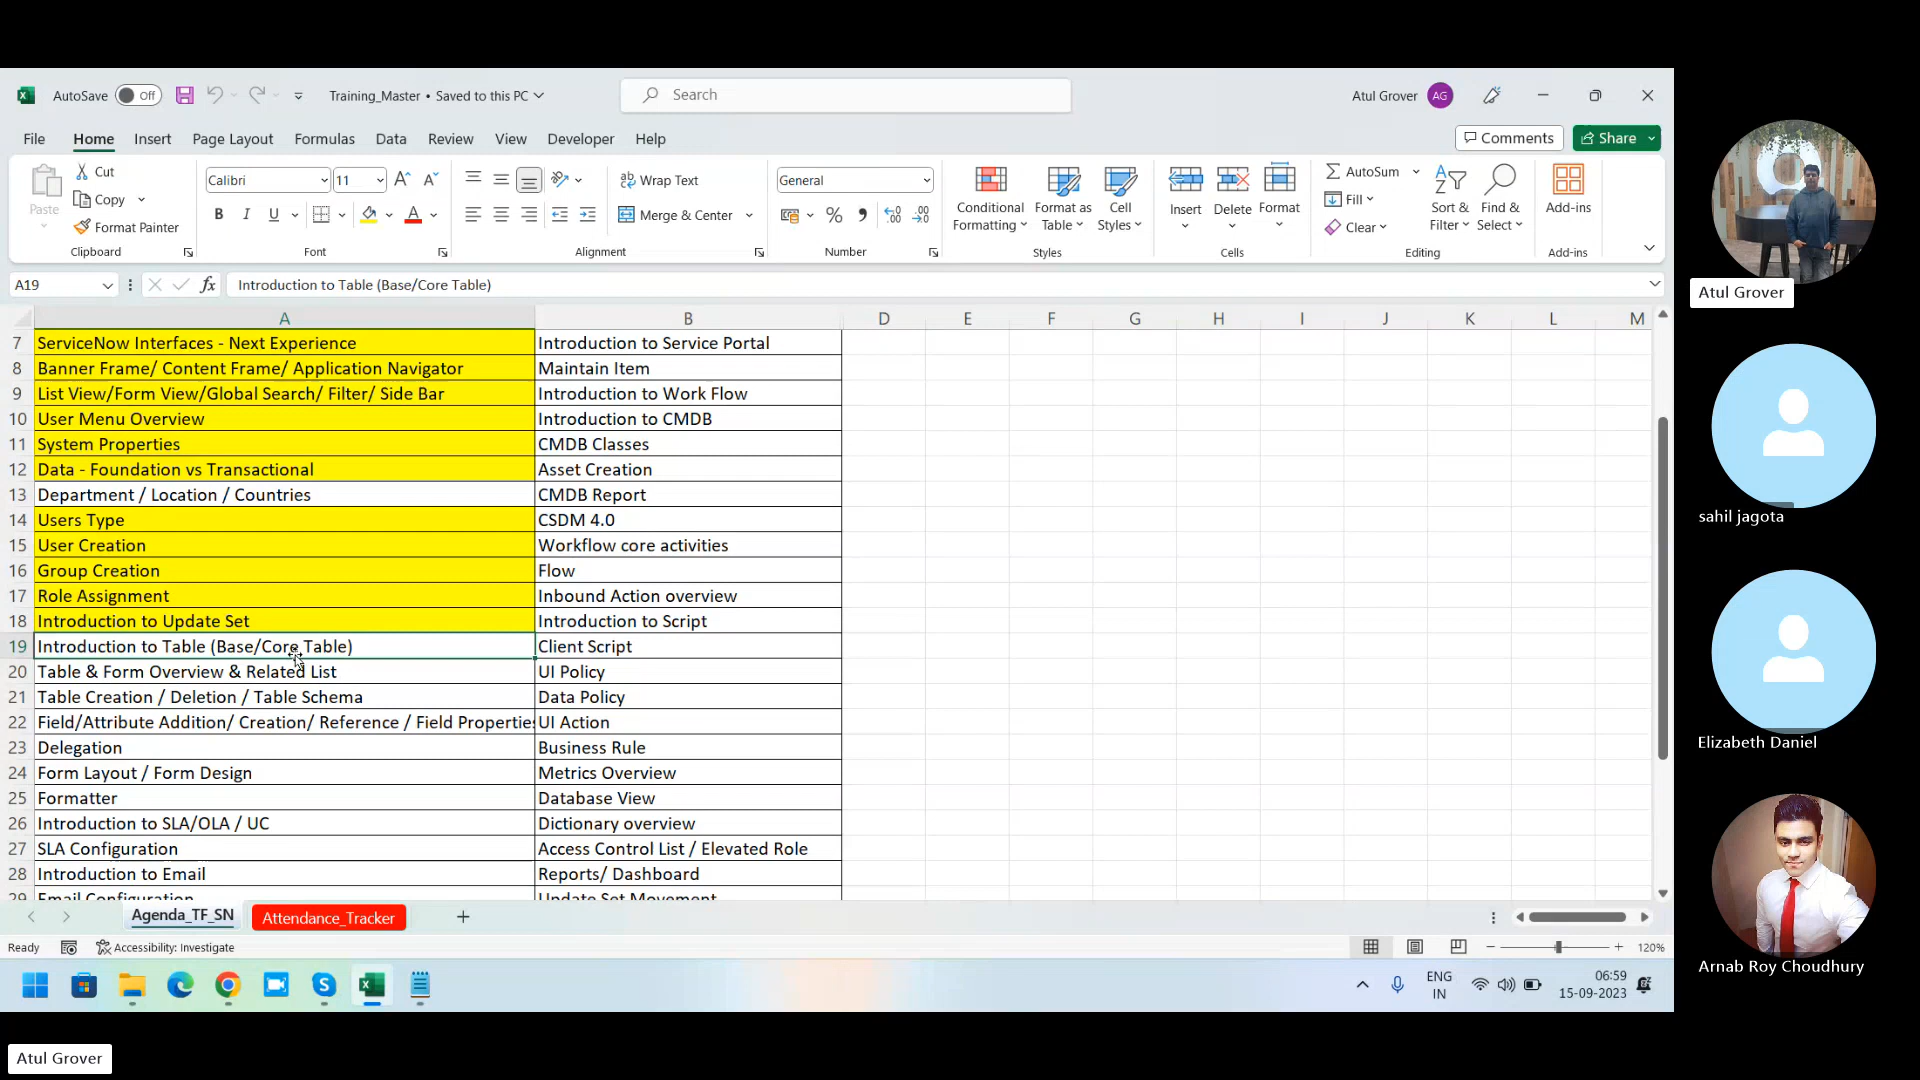 AutoSave Off Training_Master • Saved to this PC Search Atul Grover AG
File Home Insert Page Layout Formulas Data Review View Developer Help Comments Share
Paste Cut Copy Format Painter Clipboard
Calibri 11 B I U A Font
Wrap Text Merge & Center Alignment
General % Number
Conditional Formatting Format as Table Cell Styles Styles
Insert Delete Format Cells
AutoSum Fill Clear Sort & Filter Find & Select Editing
Add-ins Add-ins
A19 fx Introduction to Table (Base/Core Table)
A B D E F G H I J K L M
7 ServiceNow Interfaces - Next Experience Introduction to Service Portal
8 Banner Frame/ Content Frame/ Application Navigator Maintain Item
9 List View/Form View/Global Search/ Filter/ Side Bar Introduction to Work Flow
10 User Menu Overview Introduction to CMDB
11 System Properties CMDB Classes
12 Data - Foundation vs Transactional Asset Creation
13 Department / Location / Countries CMDB Report
14 Users Type CSDM 4.0
15 User Creation Workflow core activities
16 Group Creation Flow
17 Role Assignment Inbound Action overview
18 Introduction to Update Set Introduction to Script
19 Introduction to Table (Base/Core Table) Client Script
20 Table & Form Overview & Related List UI Policy
21 Table Creation / Deletion / Table Schema Data Policy
22 Field/Attribute Addition/ Creation/ Reference / Field Properties UI Action
23 Delegation Business Rule
24 Form Layout / Form Design Metrics Overview
25 Formatter Database View
26 Introduction to SLA/OLA / UC Dictionary overview
27 SLA Configuration Access Control List / Elevated Role
28 Introduction to Email Reports/ Dashboard
29 Email Configuration Update Set Movement
Agenda_TF_SN Attendance_Tracker
Ready Accessibility: Investigate 120%
ENG IN 06:59 15-09-2023
Atul Grover
sahil jagota
Elizabeth Daniel
Arnab Roy Choudhury
Atul Grover